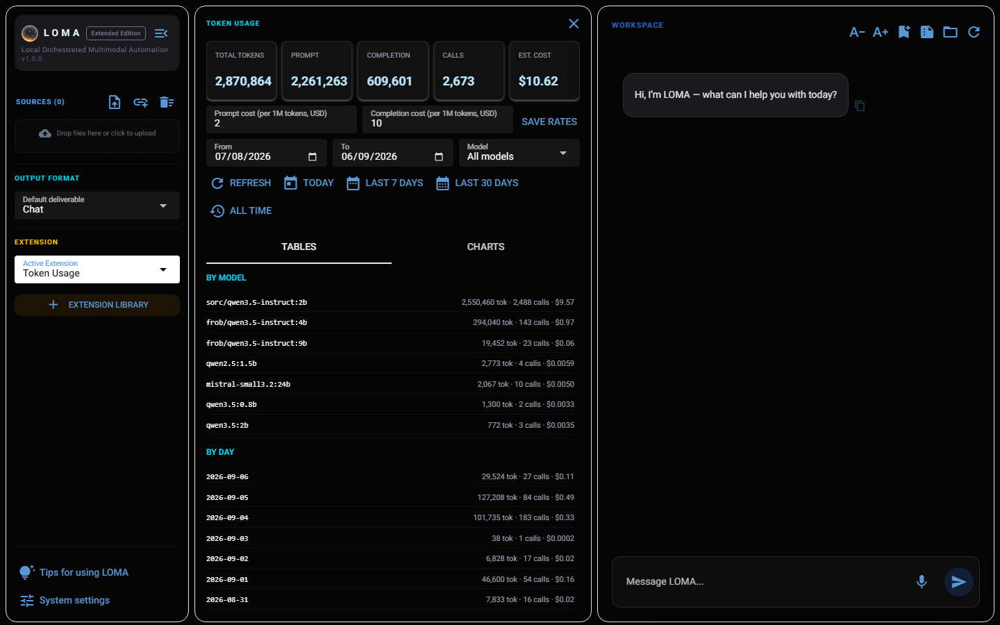 LOMA
Extended Edition
Local Orchestrated Multimodal Automation
v1.0.0
SOURCES (0)
Drop files here or click to upload
OUTPUT FORMAT
Default deliverable
Chat
EXTENSION
Active Extension
Token Usage
EXTENSION LIBRARY
Tips for using LOMA
System settings
TOKEN USAGE
TOTAL TOKENS
2,870,864
PROMPT
2,261,263
COMPLETION
609,601
CALLS
2,673
EST. COST
$10.62
Prompt cost (per 1M tokens, USD)
2
Completion cost (per 1M tokens, USD)
10
SAVE RATES
From
07/08/2026
To
06/09/2026
Model
All models
REFRESH
TODAY
LAST 7 DAYS
LAST 30 DAYS
ALL TIME
TABLES
CHARTS
BY MODEL
sorc/qwen3.5-instruct:2b 2,550,460 tok · 2,488 calls · $9.57
frob/qwen3.5-instruct:4b 294,040 tok · 143 calls · $0.97
frob/qwen3.5-instruct:9b 19,452 tok · 23 calls · $0.06
qwen2.5:1.5b 2,773 tok · 4 calls · $0.0059
mistral-small3.2:24b 2,067 tok · 10 calls · $0.0050
qwen3.5:0.8b 1,300 tok · 2 calls · $0.0033
qwen3.5:2b 772 tok · 3 calls · $0.0035
BY DAY
2026-09-06 29,524 tok · 27 calls · $0.11
2026-09-05 127,208 tok · 84 calls · $0.49
2026-09-04 101,735 tok · 183 calls · $0.33
2026-09-03 38 tok · 1 calls · $0.0002
2026-09-02 6,828 tok · 17 calls · $0.02
2026-09-01 46,600 tok · 54 calls · $0.16
2026-08-31 7,833 tok · 16 calls · $0.02
WORKSPACE
A− A+
Hi, I'm LOMA — what can I help you with today?
Message LOMA...